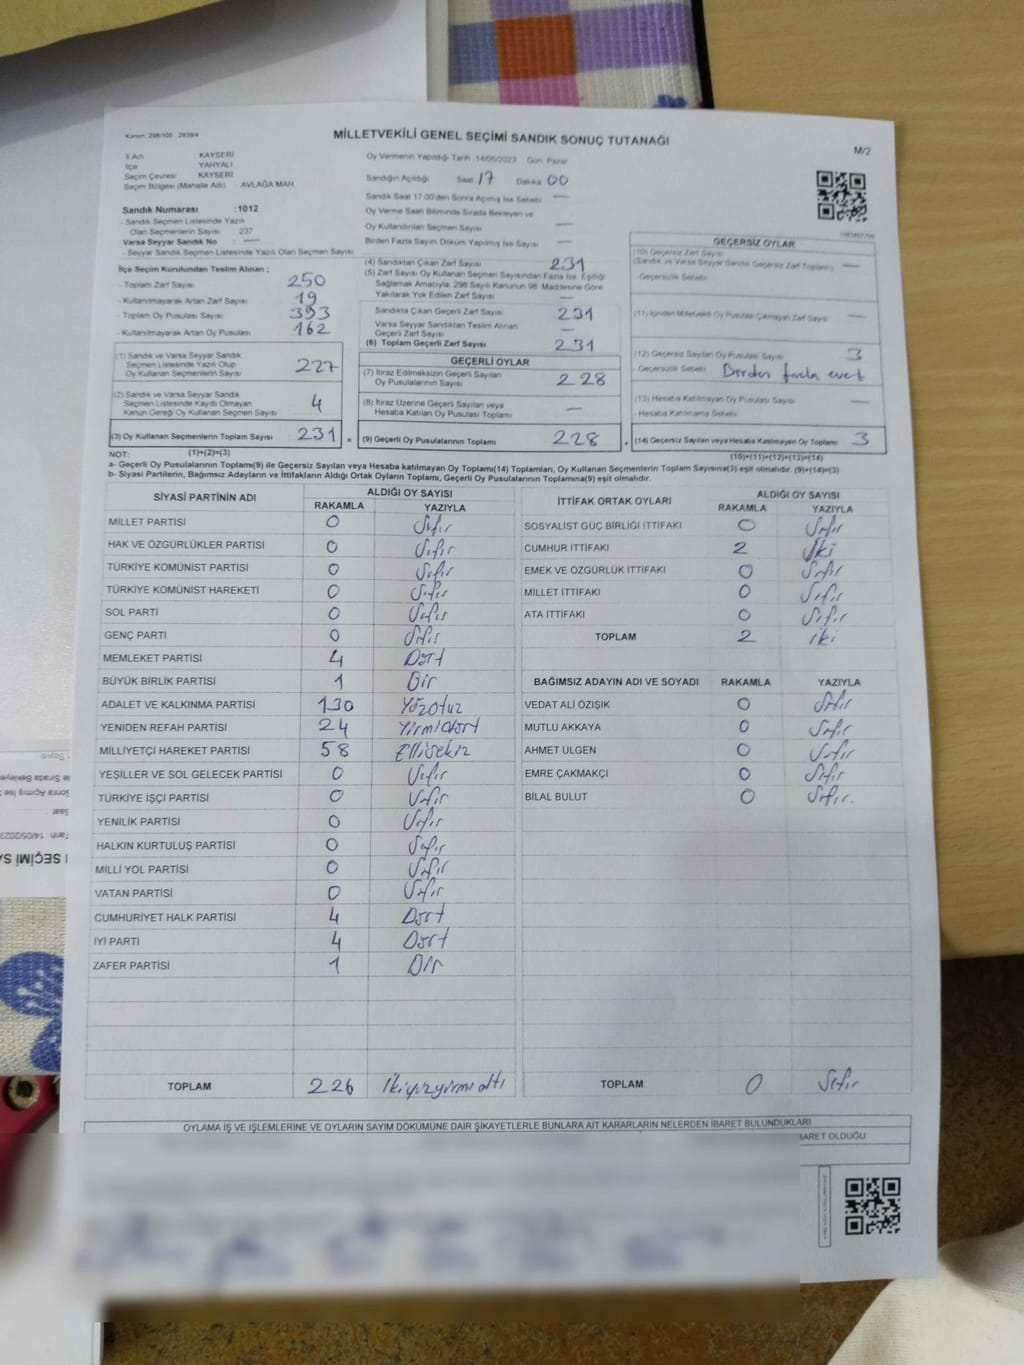 Kanun: 298/105 2839/4
MİLLETVEKİLİ GENEL SEÇİMİ SANDIK SONUÇ TUTANAĞI
M/2
İl Adı KAYSERİ
İlçe YAHYALI
Seçim Çevresi KAYSERİ
Seçim Bölgesi (Mahalle Adı) AVLAĞA MAH
Sandık Numarası :1012
- Sandık Seçmen Listesinde Yazılı
Olan Seçmenlerin Sayısı 237
Varsa Seyyar Sandık No : —
- Seyyar Sandık Seçmen Listesinde Yazılı Olan Seçmen Sayısı
İlçe Seçim Kurulundan Teslim Alınan ;
- Toplam Zarf Sayısı 250
- Kullanılmayarak Artan Zarf Sayısı 19
- Toplam Oy Pusulası Sayısı 393
- Kullanılmayarak Artan Oy Pusulası 162
(1) Sandık ve Varsa Seyyar Sandık
Seçmen Listesinde Yazılı Olup
Oy Kullanan Seçmenlerin Sayısı 227
(2) Sandık ve Varsa Seyyar Sandık
Seçmen Listesinde Kayıtlı Olmayan
Kanun Gereği Oy Kullanan Seçmen Sayısı 4
(3) Oy Kullanan Seçmenlerin Toplam Sayısı 231 =
Oy Vermenin Yapıldığı Tarih : 14/05/2023 Gün: Pazar
Sandığın Açıldığı Saat 17 Dakika 00
Sandık Saat 17:00'den Sonra Açılmış İse Sebebi —
Oy Verme Saati Bitiminde Sırada Bekleyen ve
Oy Kullandırılan Seçmen Sayısı —
Birden Fazla Sayım Döküm Yapılmış İse Sayısı —
(4) Sandıktan Çıkan Zarf Sayısı 231
(5) Zarf Sayısı Oy Kullanan Seçmen Sayısından Fazla İse, Eşitliği
Sağlamak Amacıyla, 298 Sayılı Kanunun 98. Maddesine Göre
Yakılarak Yok Edilen Zarf Sayısı —
Sandıkta Çıkan Geçerli Zarf Sayısı 231
Varsa Seyyar Sandıktan Teslim Alınan
Geçerli Zarf Sayısı —
(6) Toplam Geçerli Zarf Sayısı 231
GEÇERLİ OYLAR
(7) İtiraz Edilmeksizin Geçerli Sayılan
Oy Pusulalarının Sayısı 228
(8) İtiraz Üzerine Geçerli Sayılan veya
Hesaba Katılan Oy Pusulası Toplamı —
(9) Geçerli Oy Pusulalarının Toplamı 228 +
GEÇERSİZ OYLAR
(10) Geçersiz Zarf Sayısı
(Sandık ve Varsa Seyyar Sandık Geçersiz Zarf Toplamı) —
- Geçersizlik Sebebi
(11) İçinden Milletvekili Oy Pusulası Çıkmayan Zarf Sayısı —
(12) Geçersiz Sayılan Oy Pusulası Sayısı 3
- Geçersizlik Sebebi Birden fazla evet
(13) Hesaba Katılmayan Oy Pusulası Sayısı —
- Hesaba Katılmama Sebebi
(14) Geçersiz Sayılan veya Hesaba Katılmayan Oy Toplamı 3
NOT: (1)+(2)=(3)
(10)+(11)+(12)+(13)=(14)
a- Geçerli Oy Pusulalarının Toplamı(9) ile Geçersiz Sayılan veya Hesaba katılmayan Oy Toplamı(14) Toplamları, Oy Kullanan Seçmenlerin Toplam Sayısına(3) eşit olmalıdır. (9)+(14)=(3)
b- Siyasi Partilerin, Bağımsız Adayların ve İttifakların Aldığı Ortak Oyların Toplamı, Geçerli Oy Pusulalarının Toplamına(9) eşit olmalıdır.
SİYASİ PARTİNİN ADI ALDIĞI OY SAYISI
RAKAMLA YAZIYLA
MİLLET PARTİSİ 0 Sıfır
HAK VE ÖZGÜRLÜKLER PARTİSİ 0 Sıfır
TÜRKİYE KOMÜNİST PARTİSİ 0 Sıfır
TÜRKİYE KOMÜNİST HAREKETİ 0 Sıfır
SOL PARTİ 0 Sıfır
GENÇ PARTİ 0 Sıfır
MEMLEKET PARTİSİ 4 Dört
BÜYÜK BİRLİK PARTİSİ 1 Bir
ADALET VE KALKINMA PARTİSİ 130 Yüzotuz
YENİDEN REFAH PARTİSİ 24 Yirmidört
MİLLİYETÇİ HAREKET PARTİSİ 58 Ellisekiz
YEŞİLLER VE SOL GELECEK PARTİSİ 0 Sıfır
TÜRKİYE İŞÇİ PARTİSİ 0 Sıfır
YENİLİK PARTİSİ 0 Sıfır
HALKIN KURTULUŞ PARTİSİ 0 Sıfır
MİLLİ YOL PARTİSİ 0 Sıfır
VATAN PARTİSİ 0 Sıfır
CUMHURİYET HALK PARTİSİ 4 Dört
İYİ PARTİ 4 Dört
ZAFER PARTİSİ 1 Bir
TOPLAM 226 ikiyüzyirmialtı
İTTİFAK ORTAK OYLARI ALDIĞI OY SAYISI
RAKAMLA YAZIYLA
SOSYALİST GÜÇ BİRLİĞİ İTTİFAKI 0 Sıfır
CUMHUR İTTİFAKI 2 İki
EMEK VE ÖZGÜRLÜK İTTİFAKI 0 Sıfır
MİLLET İTTİFAKI 0 Sıfır
ATA İTTİFAKI 0 Sıfır
TOPLAM 2 iki
BAĞIMSIZ ADAYIN ADI VE SOYADI RAKAMLA YAZIYLA
VEDAT ALİ ÖZIŞIK 0 Sıfır
MUTLU AKKAYA 0 Sıfır
AHMET ÜLGEN 0 Sıfır
EMRE ÇAKMAKÇİ 0 Sıfır
BİLAL BULUT 0 Sıfır.
TOPLAM 0 Sıfır
OYLAMA İŞ VE İŞLEMLERİNE VE OYLARIN SAYIM DÖKÜMÜNE DAİR ŞİKAYETLERLE BUNLARA AİT KARARLARIN NELERDEN İBARET BULUNDUKLARI
İBARET OLDUĞU